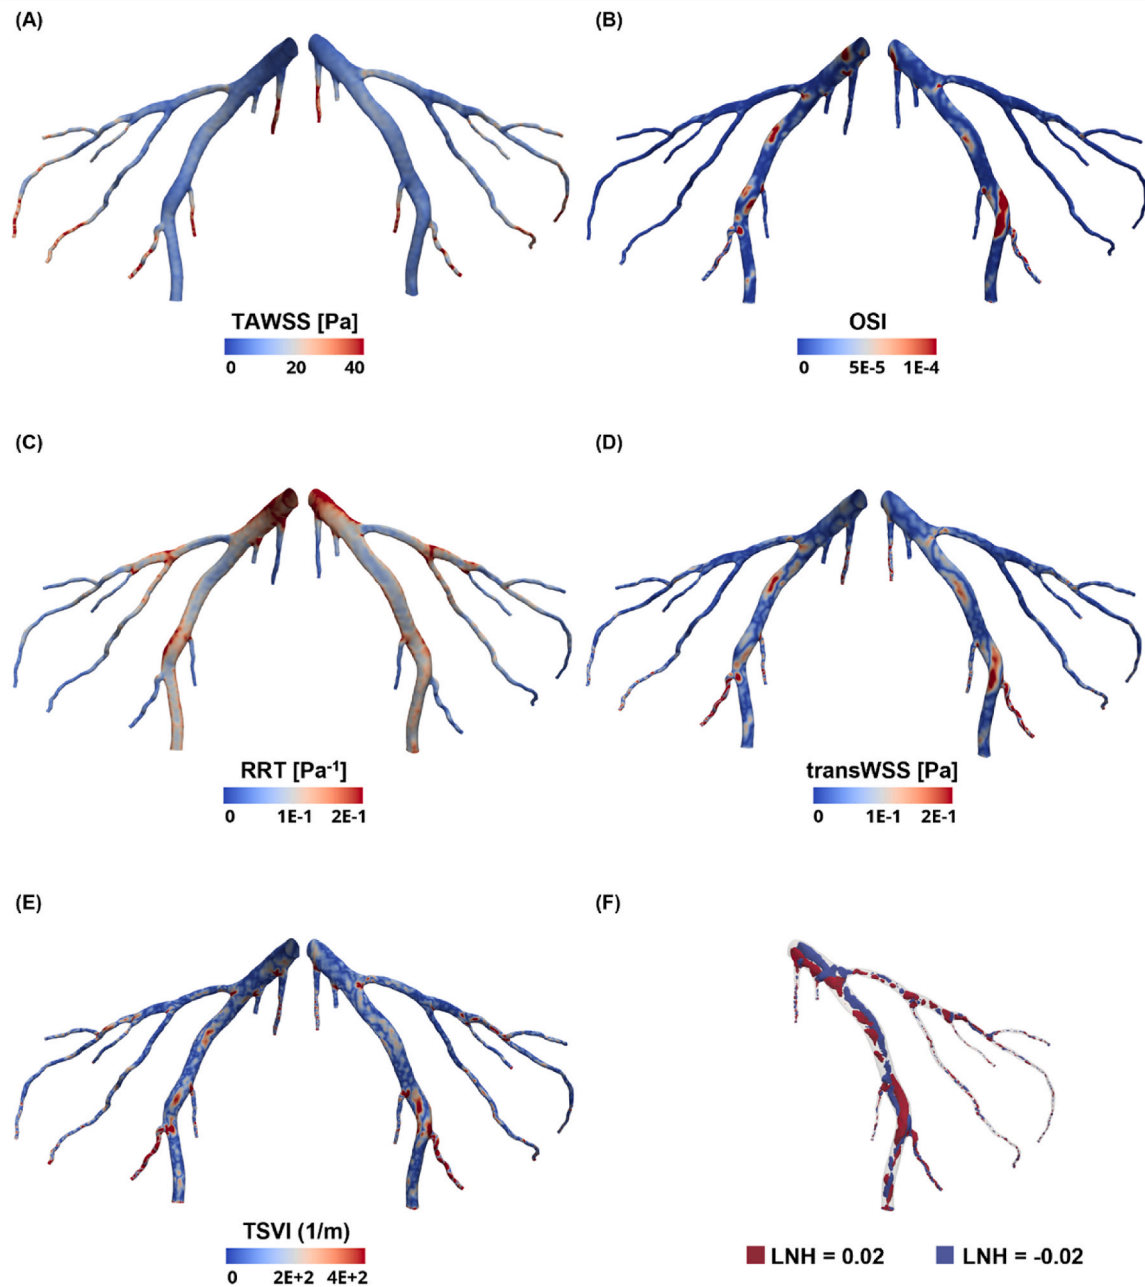 (A)
(B)
TAWSS [Pa]
0 20 40
OSI
0 5E-5 1E-4
(C)
(D)
RRT [Pa⁻¹]
0 1E-1 2E-1
transWSS [Pa]
0 1E-1 2E-1
(E)
(F)
TSVI (1/m)
0 2E+2 4E+2
LNH = 0.02 LNH = -0.02